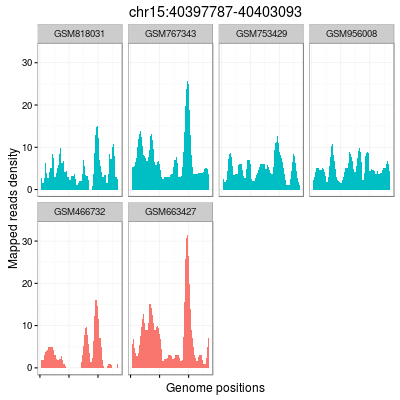 chr15:40397787-40403093
GSM818031 GSM767343 GSM753429 GSM956008
30
20
10
0
GSM466732 GSM663427
30
20
10
0
Mapped reads density
Genome positions